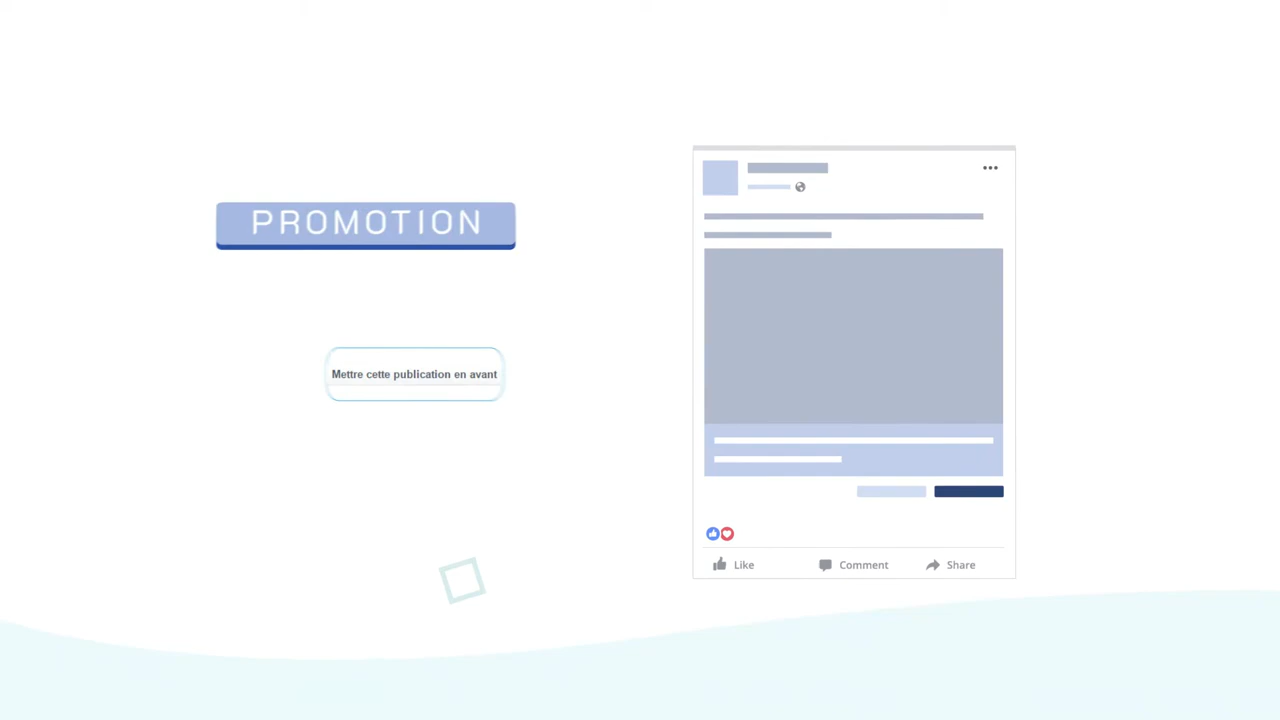 PROMOTION
Mettre cette publication en avant
Like
Comment
Share